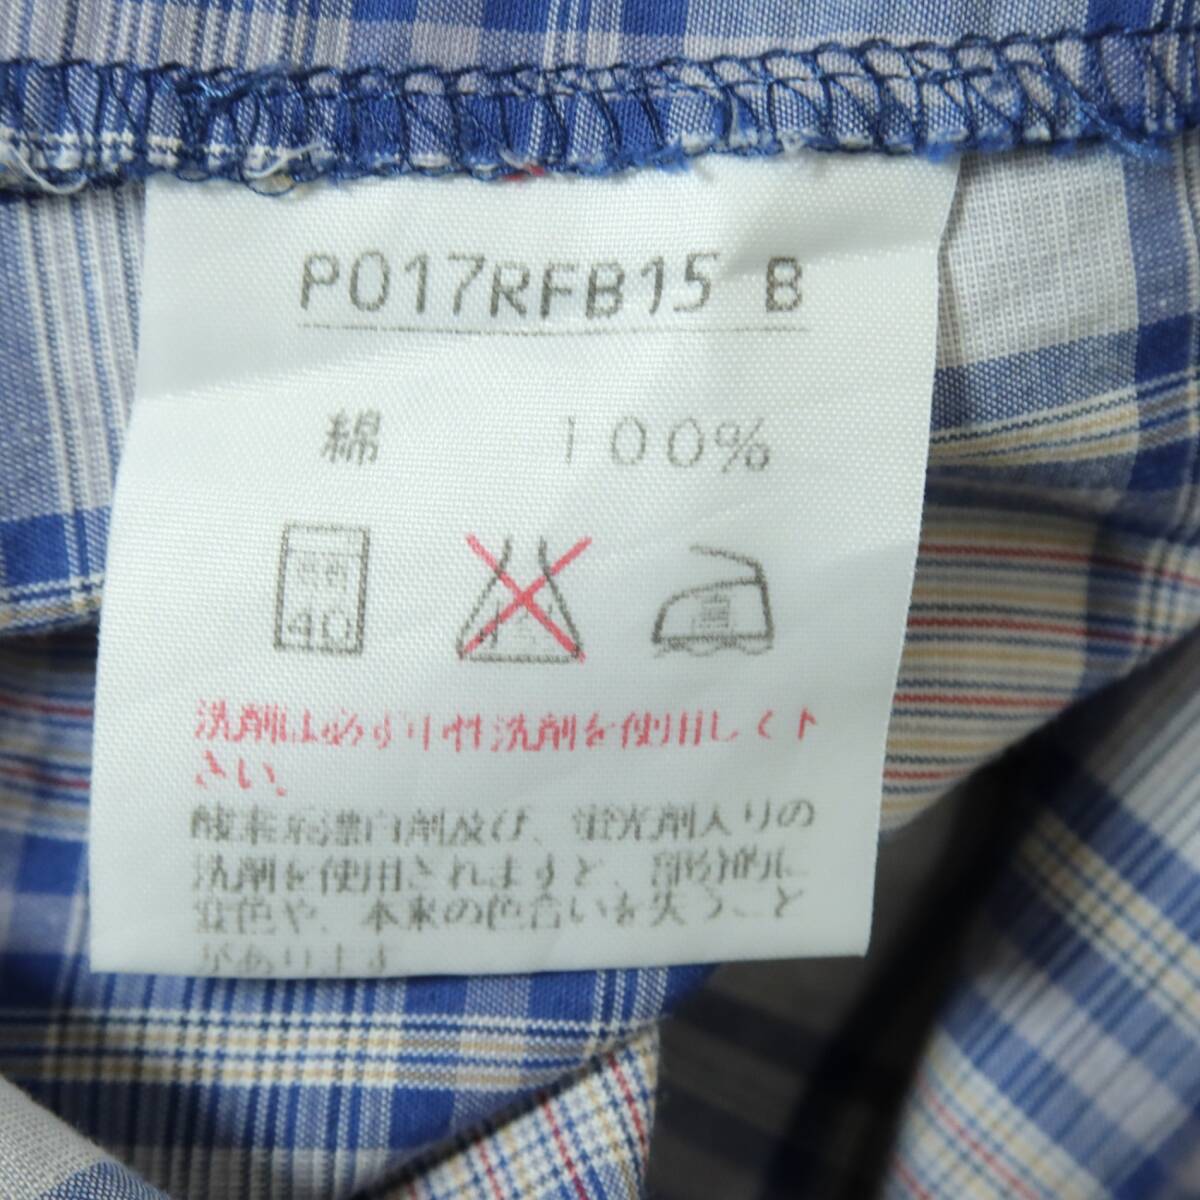 P017RFB15 B
綿 100%
40
高
洗剤は必ず中性洗剤を使用して下
さい。
酸素系漂白剤及び、蛍光剤入りの
洗剤を使用されますと、部分的に
変色や、本来の色合いを失うこと
があります